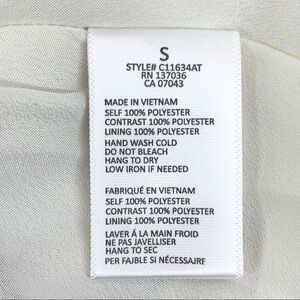 S
STYLE# C11634AT
RN 137036
CA 07043
MADE IN VIETNAM
SELF 100% POLYESTER
CONTRAST 100% POLYESTER
LINING 100% POLYESTER
HAND WASH COLD
DO NOT BLEACH
HANG TO DRY
LOW IRON IF NEEDED
FABRIQUÉ EN VIETNAM
SELF 100% POLYESTER
CONTRAST 100% POLYESTER
LINING 100% POLYESTER
LAVER Á LA MAIN FROID
NE PAS JAVELLISER
HANG TO SEC
PER FAJBLE SI NÉCESSAIRE